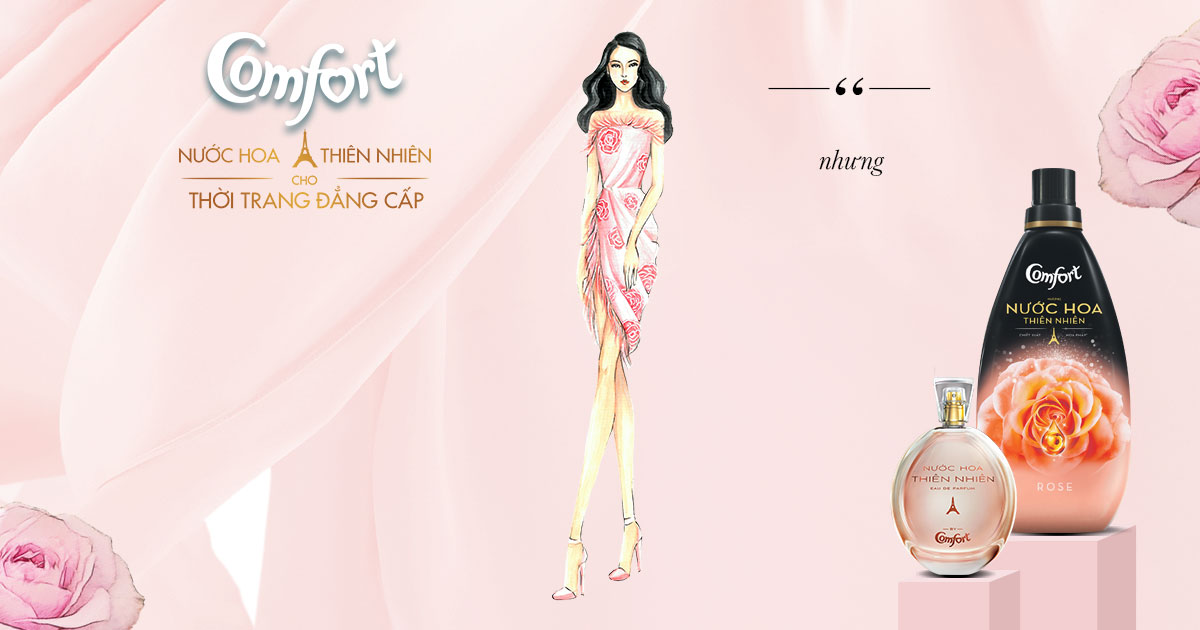 Comfort
NƯỚC HOA THIÊN NHIÊN
CHO
THỜI TRANG ĐẲNG CẤP
“
nhưng
Comfort
NƯỚC HOA
THIÊN NHIÊN
ROSE
NƯỚC HOA
THIÊN NHIÊN
EAU DE PARFUM
BY
Comfort